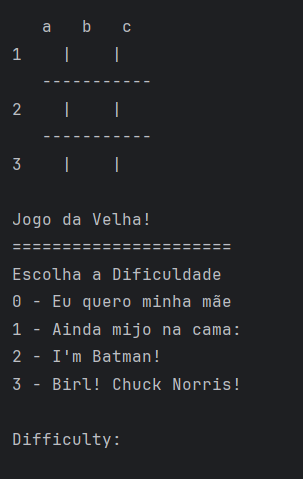 a b c
1 | |
-----------
2 | |
-----------
3 | |
Jogo da Velha!
======================
Escolha a Dificuldade
0 - Eu quero minha mãe
1 - Ainda mijo na cama:
2 - I'm Batman!
3 - Birl! Chuck Norris!
Difficulty: